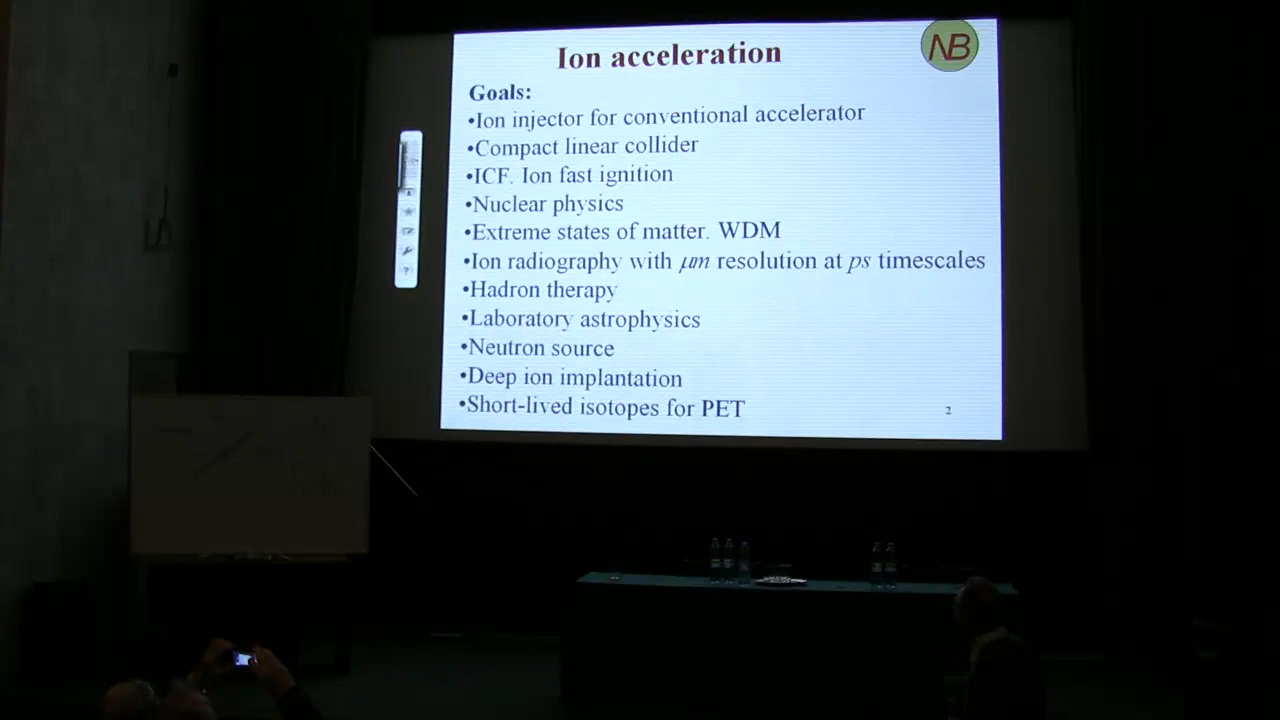 Ion acceleration
NB
Goals:
•Ion injector for conventional accelerator
•Compact linear collider
•ICF. Ion fast ignition
•Nuclear physics
•Extreme states of matter. WDM
•Ion radiography with μm resolution at ps timescales
•Hadron therapy
•Laboratory astrophysics
•Neutron source
•Deep ion implantation
•Short-lived isotopes for PET
2
?